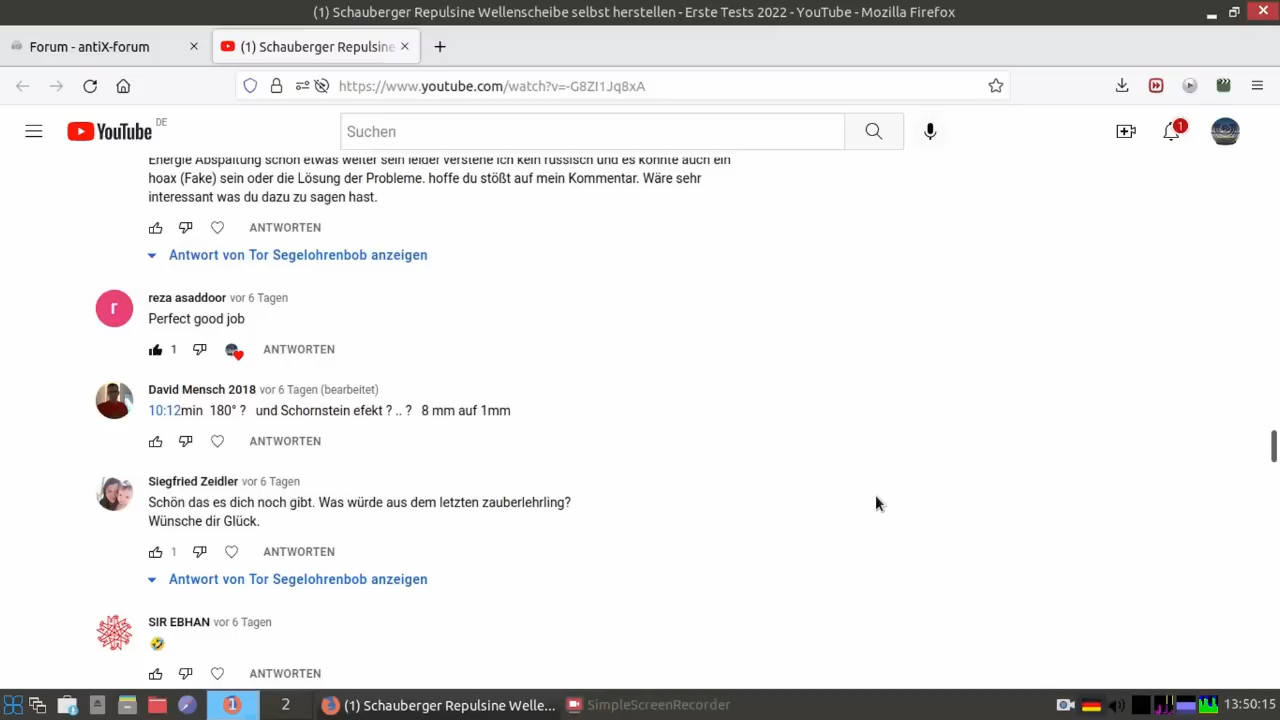 (1) Schauberger Repulsine Wellenscheibe selbst herstellen - Erste Tests 2022 - YouTube - Mozilla Firefox
Forum - antiX-forum
(1) Schauberger Repulsine
https://www.youtube.com/watch?v=-G8ZI1Jq8xA
YouTube DE
Suchen
1
Energie Abspaltung schon etwas weiter sein leider verstehe ich kein russisch und es könnte auch ein
hoax (Fake) sein oder die Lösung der Probleme. hoffe du stößt auf mein Kommentar. Wäre sehr
interessant was du dazu zu sagen hast.
ANTWORTEN
Antwort von Tor Segelohrenbob anzeigen
r
reza asaddoor vor 6 Tagen
Perfect good job
1 ANTWORTEN
David Mensch 2018 vor 6 Tagen (bearbeitet)
10:12min 180° ? und Schornstein efekt ? .. ? 8 mm auf 1mm
ANTWORTEN
Siegfried Zeidler vor 6 Tagen
Schön das es dich noch gibt. Was würde aus dem letzten zauberlehrling?
Wünsche dir Glück.
1 ANTWORTEN
Antwort von Tor Segelohrenbob anzeigen
SIR EBHAN vor 6 Tagen
🤣
ANTWORTEN
1 2 (1) Schauberger Repulsine Welle... SimpleScreenRecorder 13:50:15